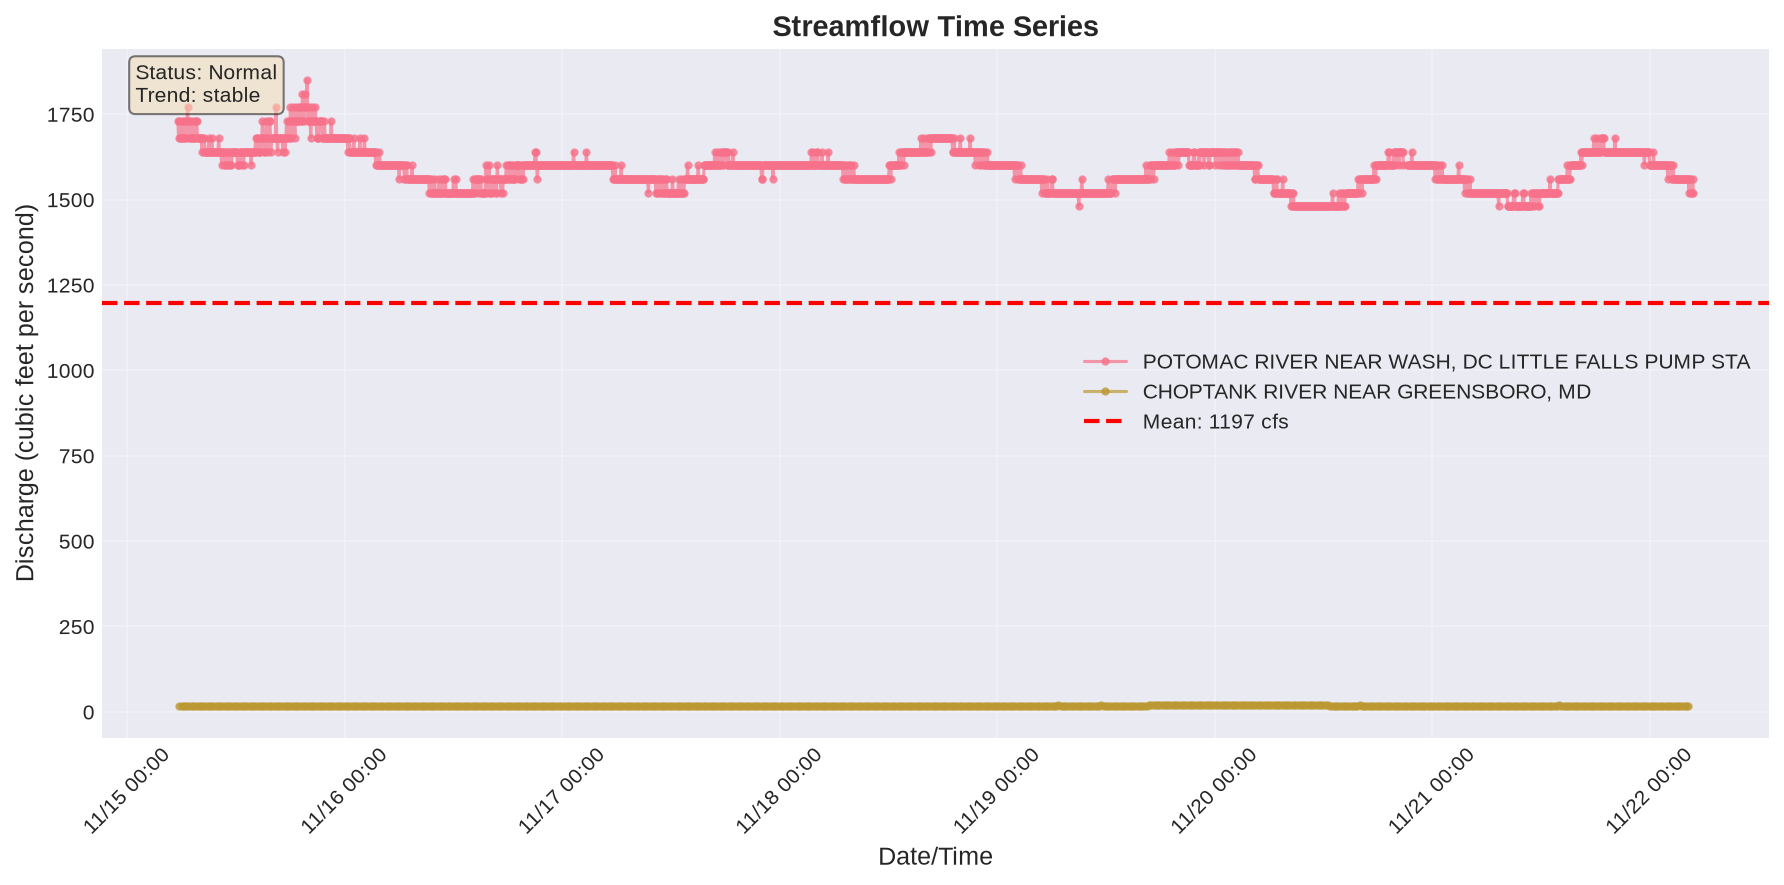 Streamflow Time Series
Status: Normal
Trend: stable
Discharge (cubic feet per second)
1750
1500
1250
1000
750
500
250
0
POTOMAC RIVER NEAR WASH, DC LITTLE FALLS PUMP STA
CHOPTANK RIVER NEAR GREENSBORO, MD
Mean: 1197 cfs
11/15 00:00
11/16 00:00
11/17 00:00
11/18 00:00
11/19 00:00
11/20 00:00
11/21 00:00
11/22 00:00
Date/Time